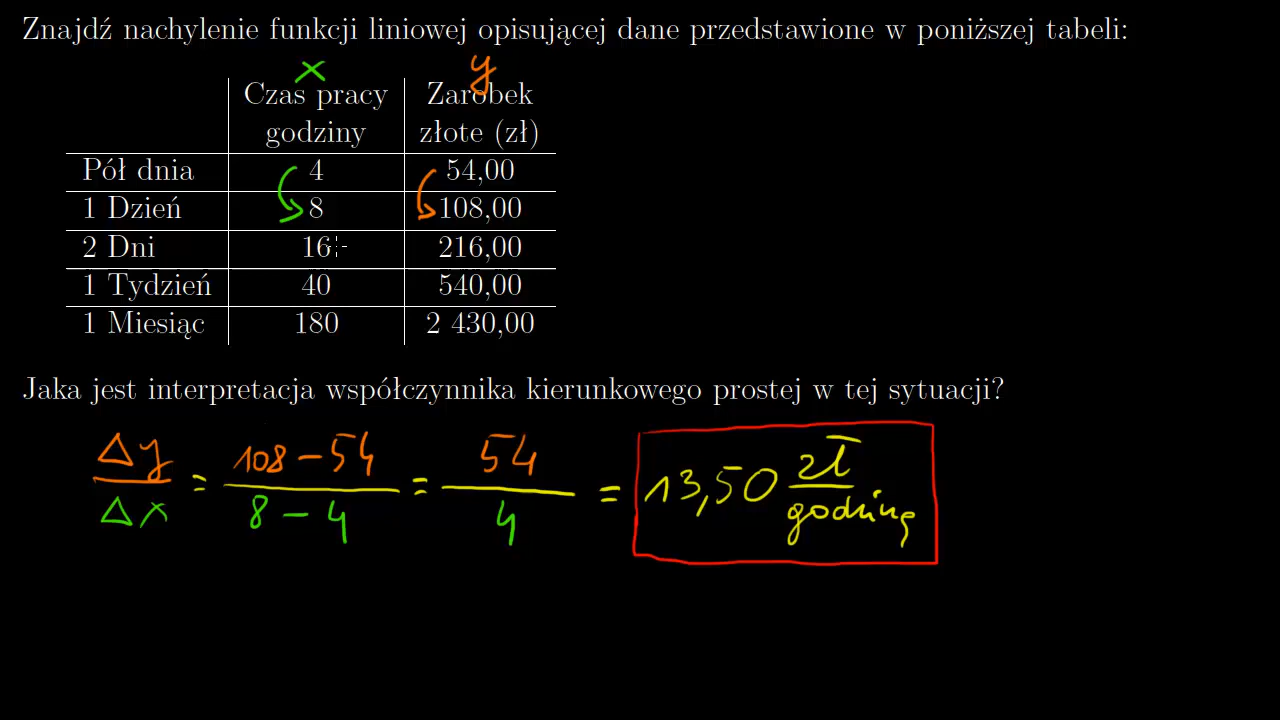 Znajdź nachylenie funkcji liniowej opisującej dane przedstawione w poniższej tabeli:
x y
Czas pracy Zarobek
godziny złote (zł)
Pół dnia 4 54,00
1 Dzień 8 108,00
2 Dni 16 216,00
1 Tydzień 40 540,00
1 Miesiąc 180 2 430,00
Jaka jest interpretacja współczynnika kierunkowego prostej w tej sytuacji?
Δy/Δx = 108 – 54/8 – 4 = 54/4 = 13,50 zł/godzinę